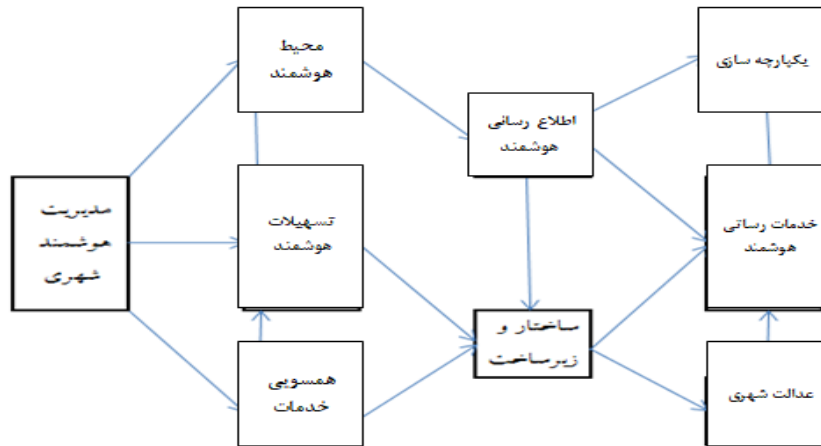 محیط
هوشمند
یکپارچه سازی
اطلاع رسانی
هوشمند
مدیریت
هوشمند
شهری
تسهیلات
هوشمند
خدمات رسانی
هوشمند
ساختار و
زیرساخت
همسویی
خدمات
عدالت شهری